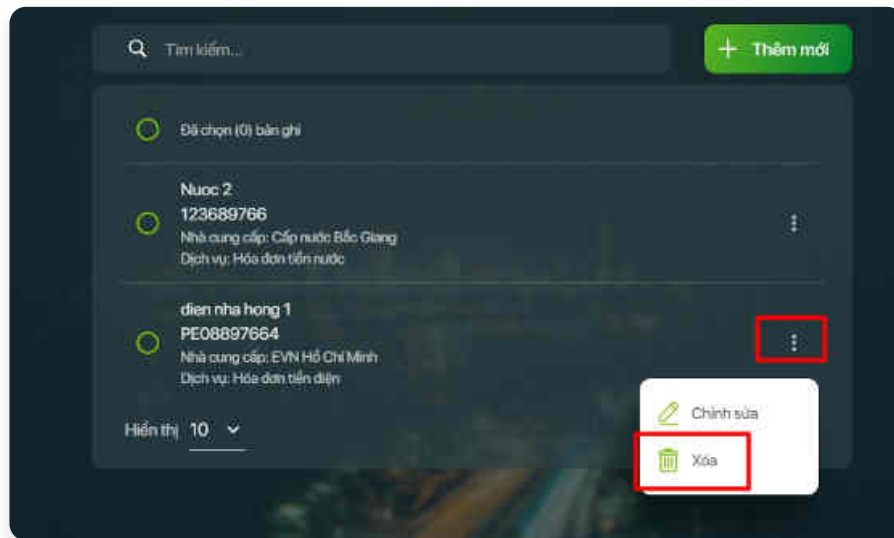 Tìm kiếm...
Thêm mới
Đã chọn (0) bản ghi
Nuoc 2
123689766
Nhà cung cấp: Cấp nước Bắc Giang
Dịch vụ: Hóa đơn tiền nước
dien nha hong 1
PE08897664
Nhà cung cấp: EVN Hồ Chí Minh
Dịch vụ: Hóa đơn tiền điện
Chỉnh sửa
Hiển thị 10
Xóa